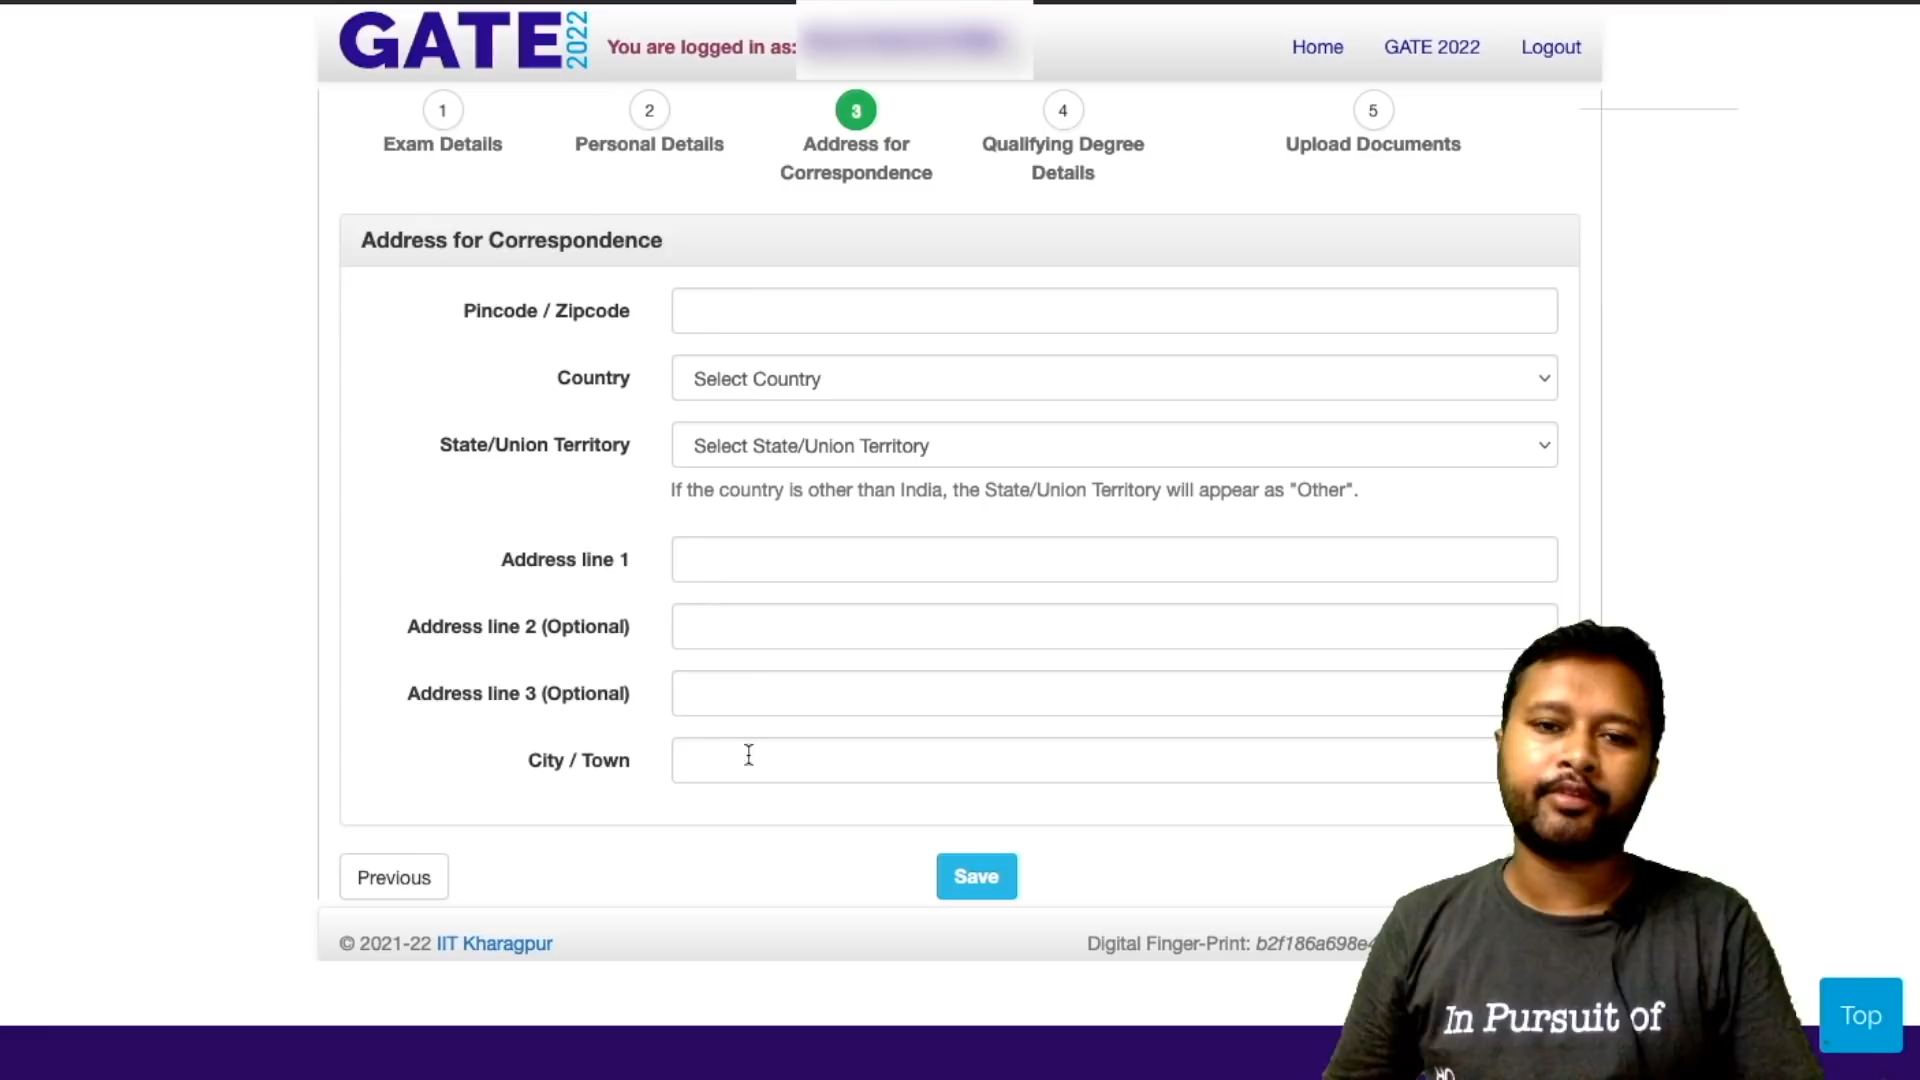 GATE 2022
You are logged in as:
Home GATE 2022 Logout
1 2 3 4 5
Exam Details Personal Details Address for Correspondence Qualifying Degree Details Upload Documents
Address for Correspondence
Pincode / Zipcode
Country Select Country
State/Union Territory Select State/Union Territory
If the country is other than India, the State/Union Territory will appear as "Other".
Address line 1
Address line 2 (Optional)
Address line 3 (Optional)
City / Town
Previous Save
© 2021-22 IIT Kharagpur Digital Finger-Print: b2f186a698e
In Pursuit of
Top